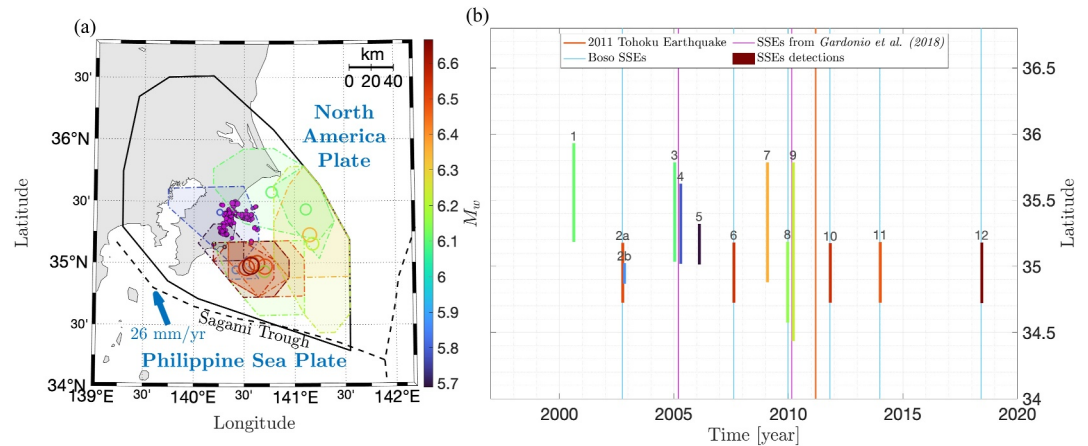 (a)
km
0 20 40
30'
36°N
30'
35°N
30'
34°N
139°E
30'
140°E
30'
141°E
30'
142°E
Latitude
Longitude
North
America
Plate
26 mm/yr
Sagami Trough
Philippine Sea Plate
6.6
6.5
6.4
6.3
6.2
6.1
6
5.9
5.8
5.7
M_w
(b)
2011 Tohoku Earthquake
Boso SSEs
SSEs from Gardonio et al. (2018)
SSEs detections
1
2a
2b
3
4
5
6
7
8
9
10
11
12
36.5
36
35.5
35
34.5
34
Latitude
2000
2005
2010
2015
2020
Time [year]